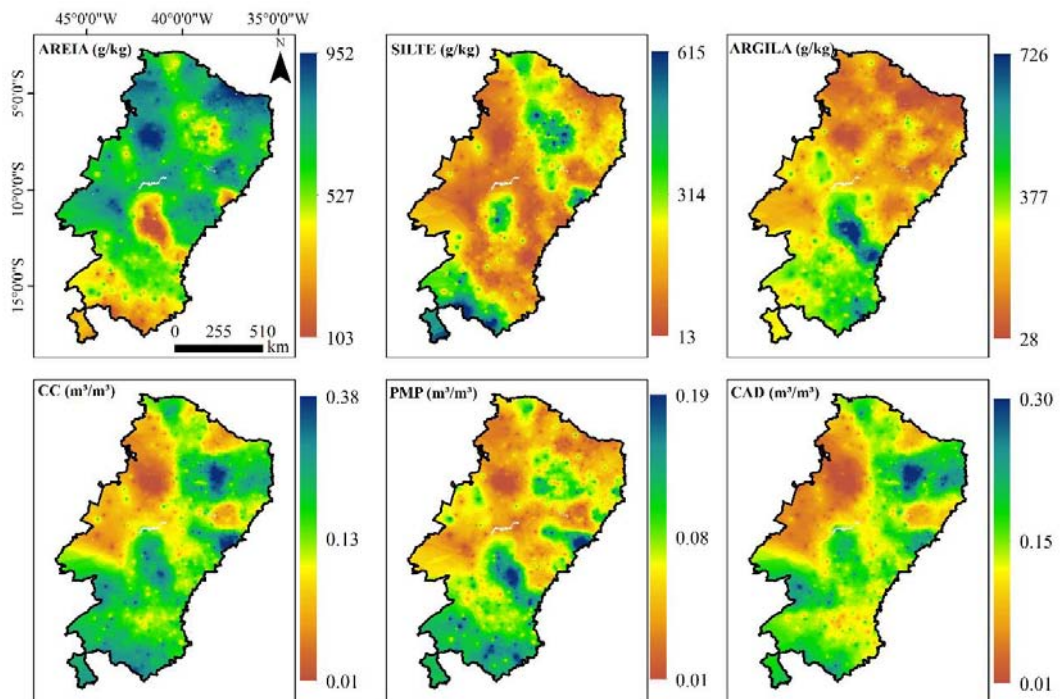 45°0'0"W 40°0'0"W 35°0'0"W
AREIA (g/kg)
N
952
527
103
5°0'0"S
10°0'0"S
15°0'0"S
0 255 510
km
SILTE (g/kg)
615
314
13
ARGILA (g/kg)
726
377
28
CC (m³/m³)
0.38
0.13
0.01
PMP (m³/m³)
0.19
0.08
0.01
CAD (m³/m³)
0.30
0.15
0.01